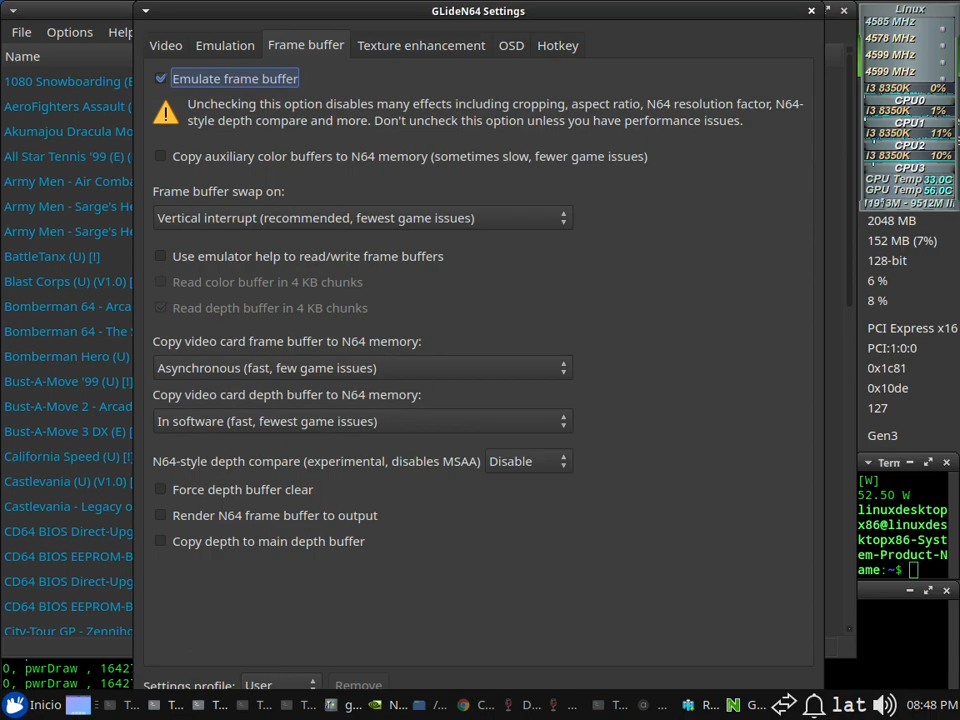 GLideN64 Settings
File Options Help
Name
1080 Snowboarding (E
AeroFighters Assault (
Akumajou Dracula Mo
All Star Tennis '99 (E) (
Army Men - Air Comba
Army Men - Sarge's He
Army Men - Sarge's He
BattleTanx (U) [!]
Blast Corps (U) (V1.0) [
Bomberman 64 - Arca
Bomberman 64 - The S
Bomberman Hero (U)
Bust-A-Move '99 (U) [!]
Bust-A-Move 2 - Arcad
Bust-A-Move 3 DX (E) [
California Speed (U) [!]
Castlevania (U) (V1.0) [
Castlevania - Legacy o
CD64 BIOS Direct-Upg
CD64 BIOS EEPROM-B
CD64 BIOS Direct-Upg
CD64 BIOS EEPROM-B
City-Tour GP - Zennihc
0, pwrDraw , 16427
0, pwrDraw , 16427
Video Emulation Frame buffer Texture enhancement OSD Hotkey
Emulate frame buffer
Unchecking this option disables many effects including cropping, aspect ratio, N64 resolution factor, N64-
style depth compare and more. Don't uncheck this option unless you have performance issues.
Copy auxiliary color buffers to N64 memory (sometimes slow, fewer game issues)
Frame buffer swap on:
Vertical interrupt (recommended, fewest game issues)
Use emulator help to read/write frame buffers
Read color buffer in 4 KB chunks
Read depth buffer in 4 KB chunks
Copy video card frame buffer to N64 memory:
Asynchronous (fast, few game issues)
Copy video card depth buffer to N64 memory:
In software (fast, fewest game issues)
N64-style depth compare (experimental, disables MSAA) Disable
Force depth buffer clear
Render N64 frame buffer to output
Copy depth to main depth buffer
Settings profile: User Remove
Linux
4585 MHz
4578 MHz
4599 MHz
4599 MHz
I3 8350K 0%
CPU0
I3 8350K 1%
CPU1
I3 8350K 11%
CPU2
I3 8350K 10%
CPU3
CPU Temp 33.0C
GPU Temp 56.0C
2048 MB
152 MB (7%)
128-bit
6 %
8 %
PCI Express x16
PCI:1:0:0
0x1c81
0x10de
127
Gen3
Tern
[W]
52.50 W
linuxdesktop
x86@linuxdes
ktopx86-Syst
em-Product-N
ame:~$
Inicio T... T... T... T... T... g... N... /... C... D... ... T... ... R... G... lat 08:48 PM